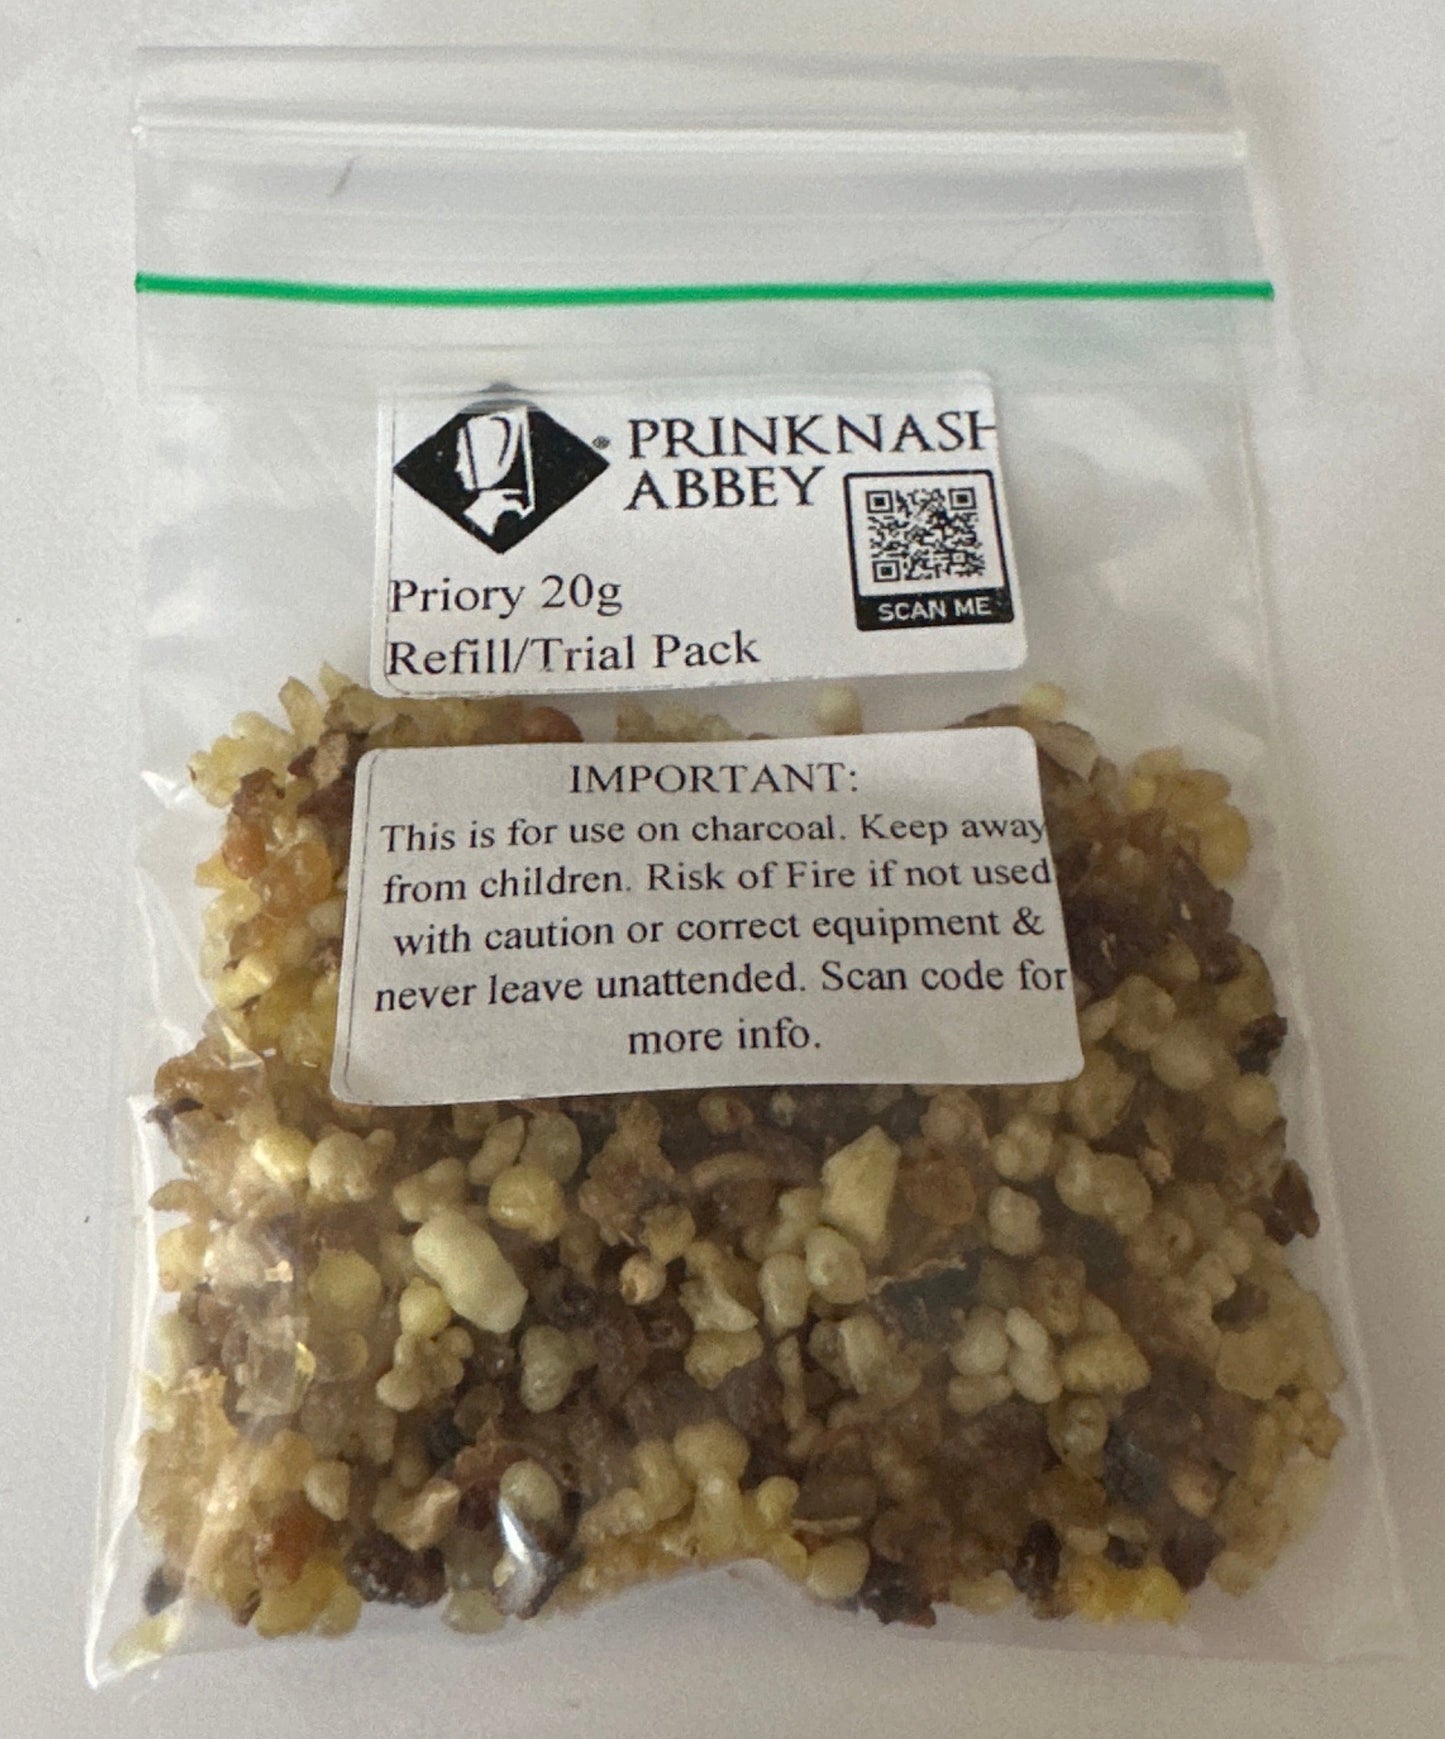 ® PRINKNASH
ABBEY
Priory 20g
Refill/Trial Pack
SCAN ME
IMPORTANT:
This is for use on charcoal. Keep away
from children. Risk of Fire if not used
with caution or correct equipment &
never leave unattended. Scan code for
more info.